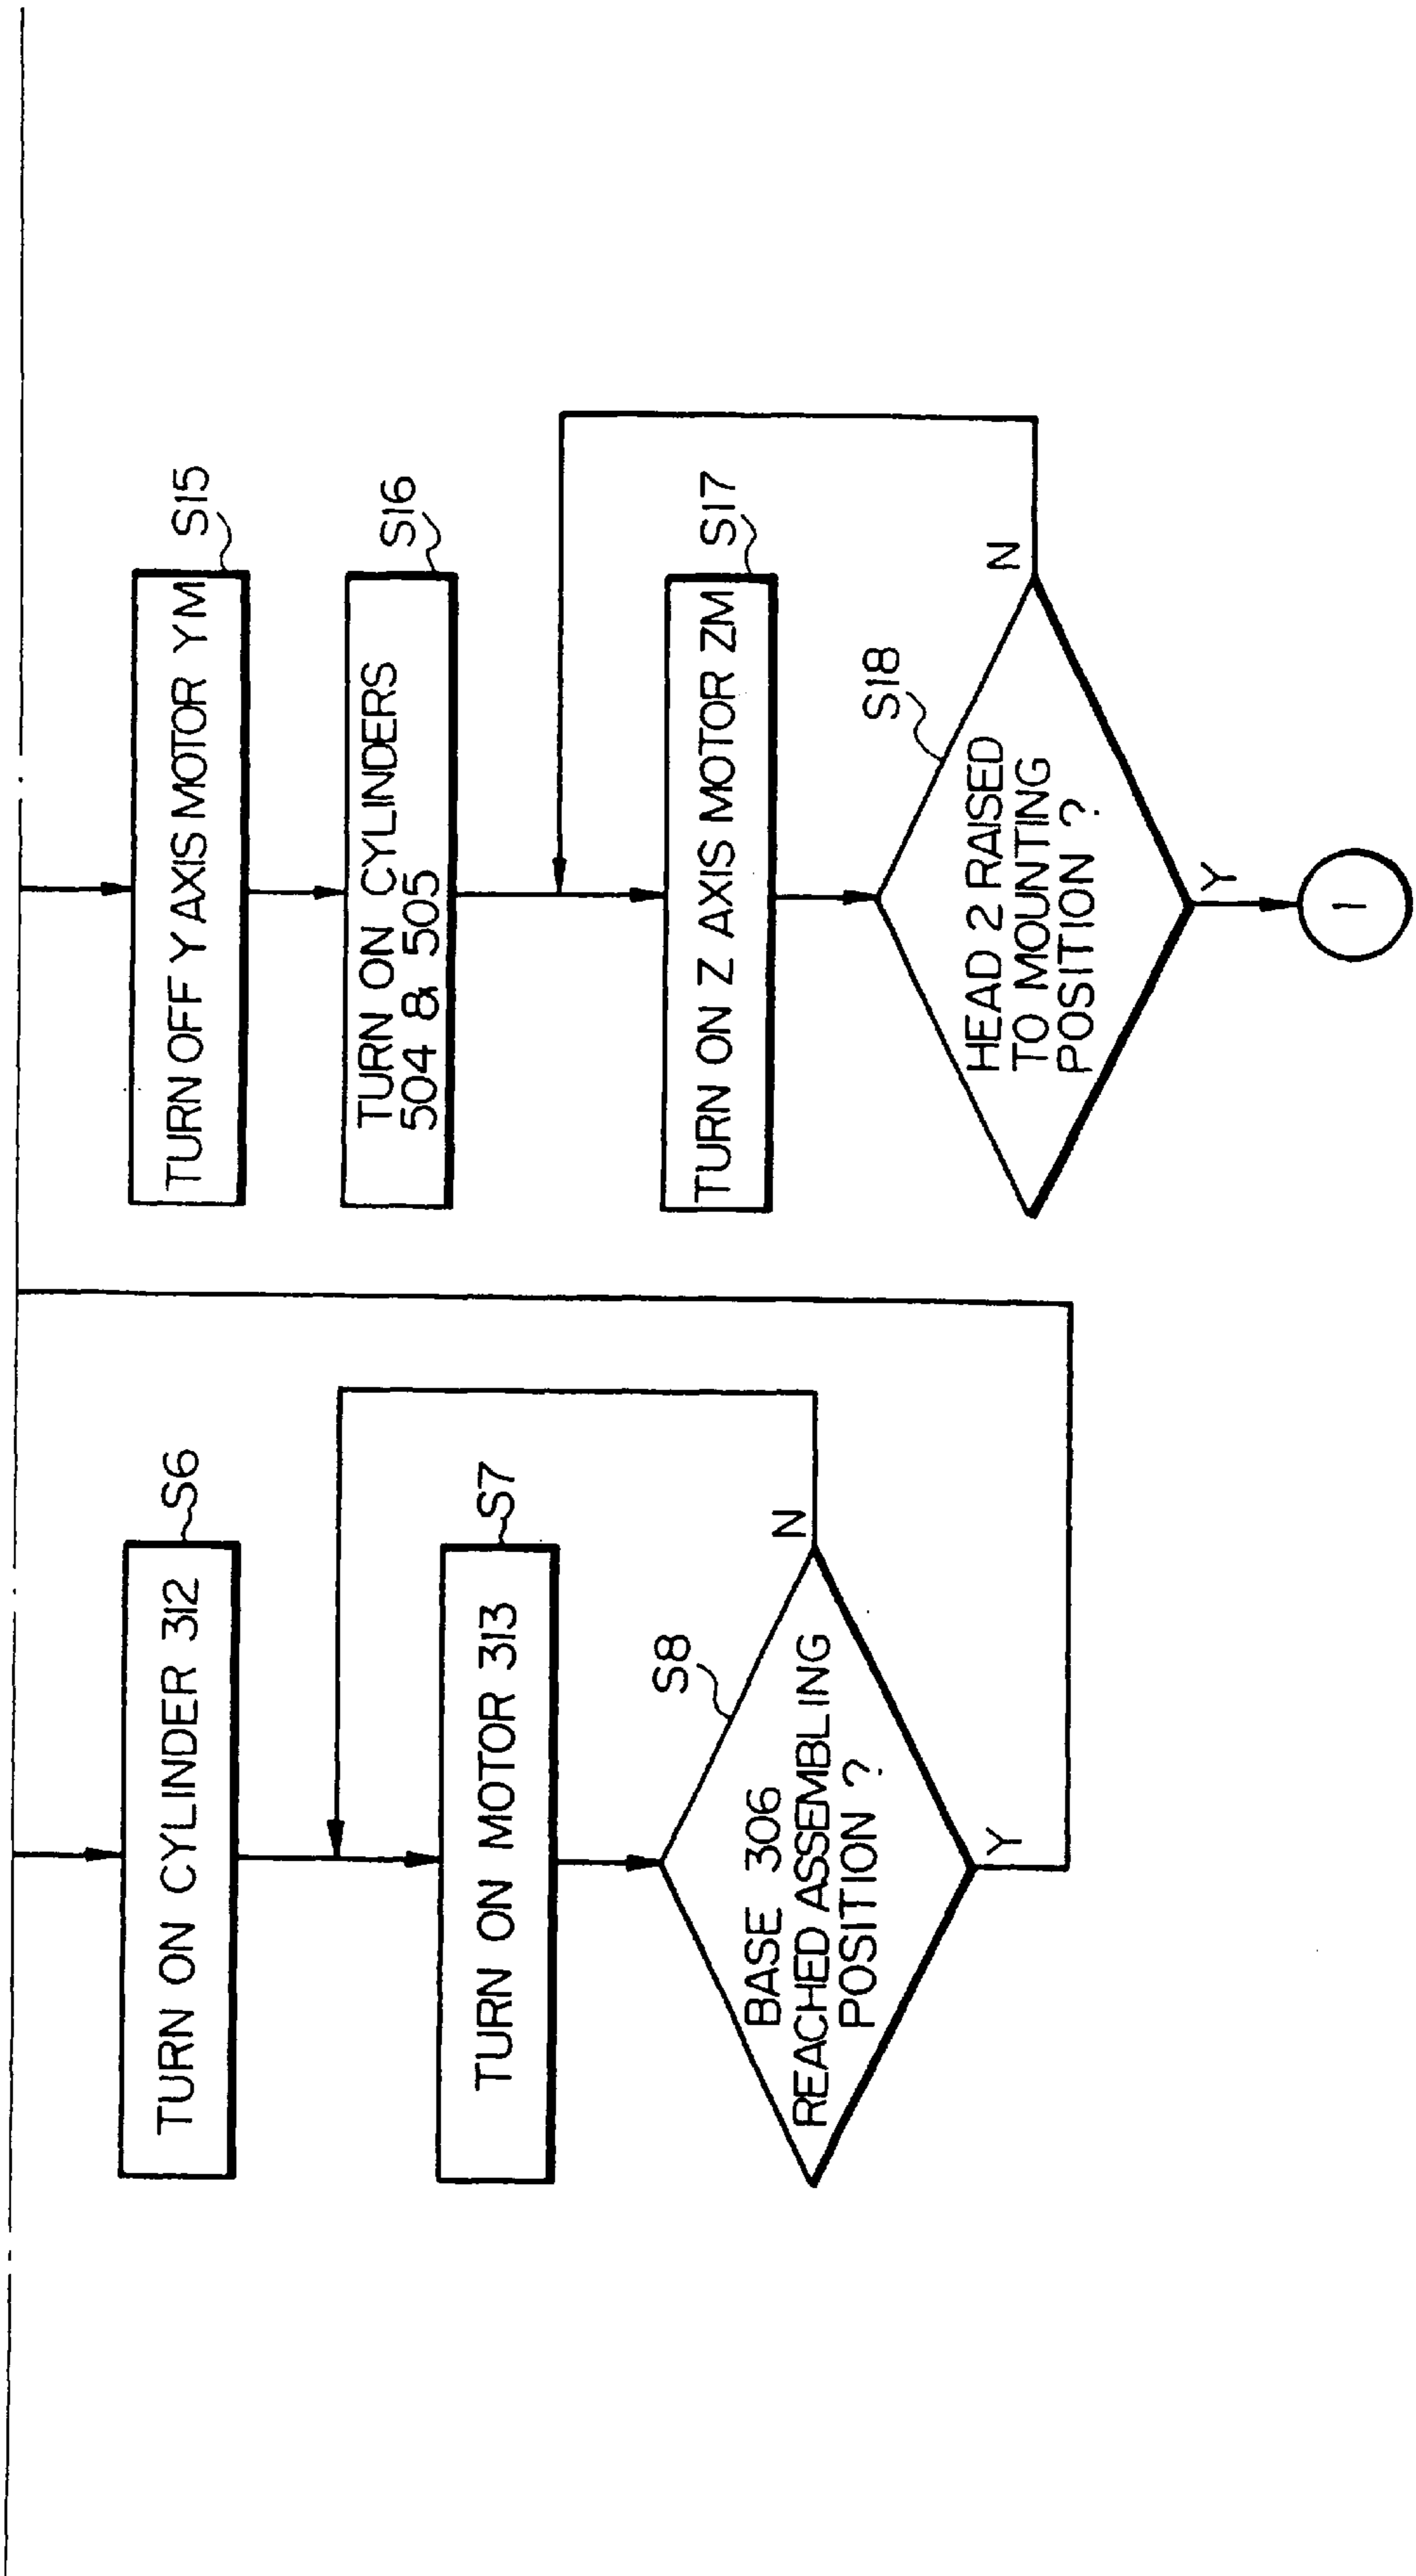 TURN ON CYLINDER 312
S6
TURN ON MOTOR 313
S7
S8
BASE 306
REACHED ASSEMBLING
POSITION ?
N
Y
TURN OFF Y AXIS MOTOR YM
S15
TURN ON CYLINDERS
504 & 505
S16
TURN ON Z AXIS MOTOR ZM
S17
S18
HEAD 2 RAISED
TO MOUNTING
POSITION ?
N
Y
1